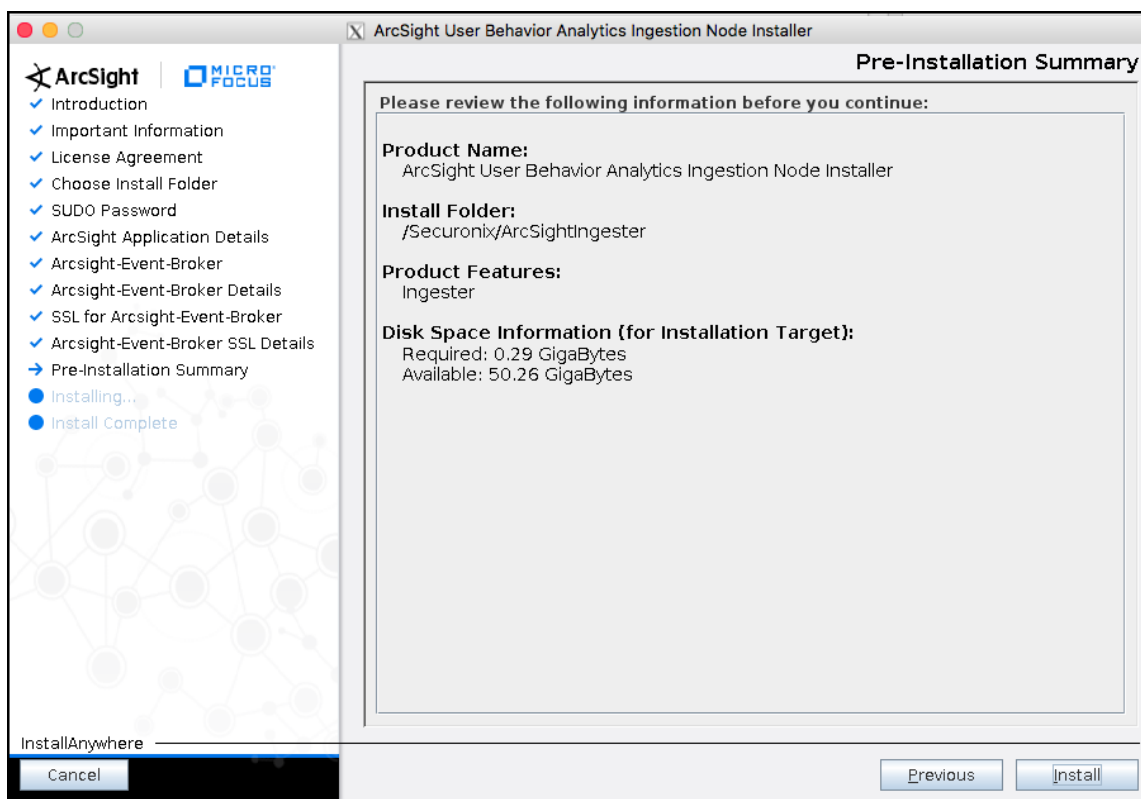 ArcSight User Behavior Analytics Ingestion Node Installer
ArcSight
MICRO
FOCUS
Introduction
Important Information
License Agreement
Choose Install Folder
SUDO Password
ArcSight Application Details
Arcsight-Event-Broker
Arcsight-Event-Broker Details
SSL for Arcsight-Event-Broker
Arcsight-Event-Broker SSL Details
Pre-Installation Summary
Installing...
Install Complete
Pre-Installation Summary
Please review the following information before you continue:
Product Name:
ArcSight User Behavior Analytics Ingestion Node Installer
Install Folder:
/Securonix/ArcSightIngester
Product Features:
Ingester
Disk Space Information (for Installation Target):
Required: 0.29 GigaBytes
Available: 50.26 GigaBytes
InstallAnywhere
Cancel
Previous
Install